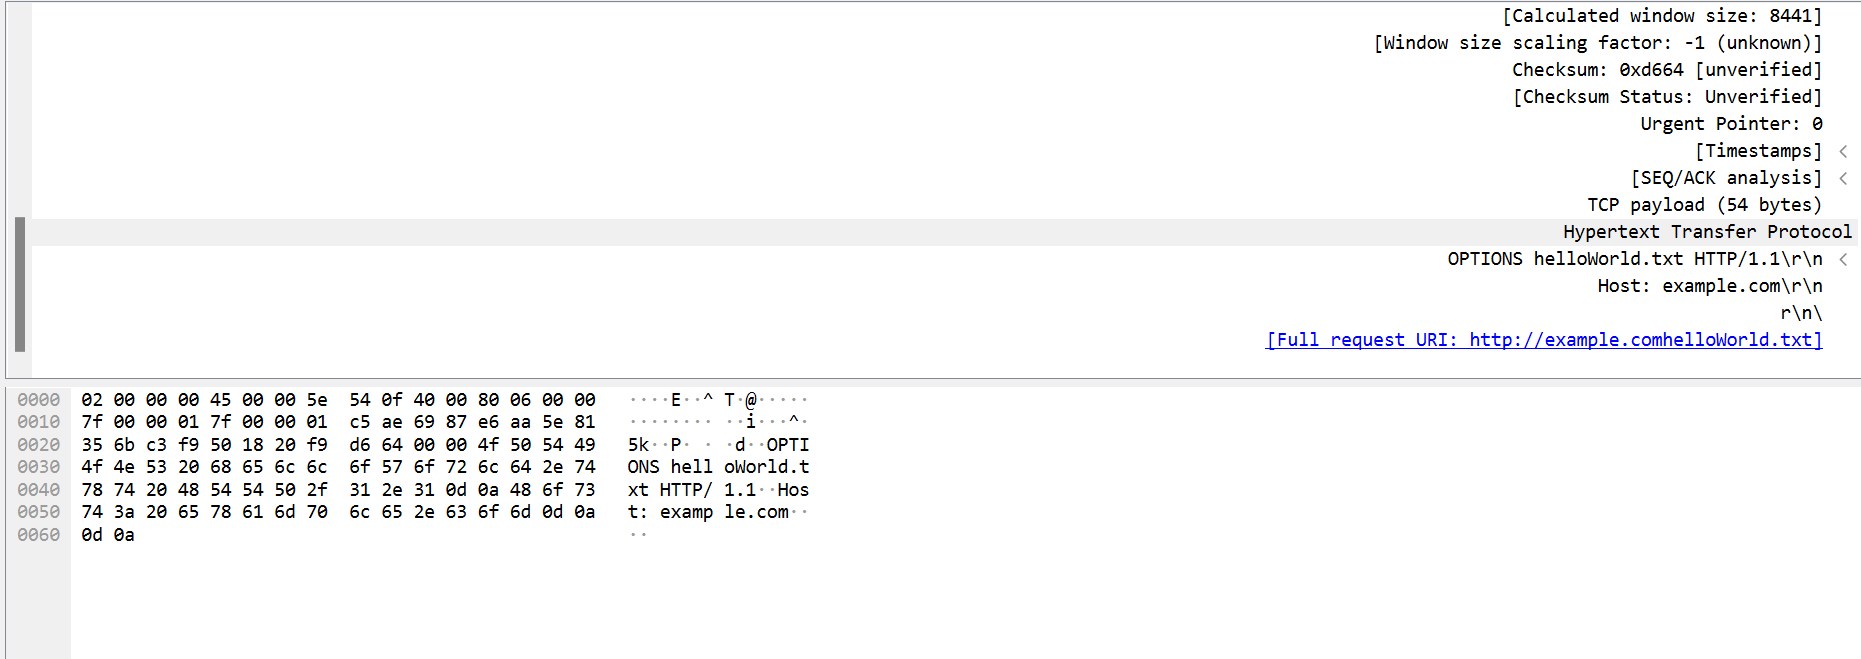 [Calculated window size: 8441]
[Window size scaling factor: -1 (unknown)]
Checksum: 0xd664 [unverified]
[Checksum Status: Unverified]
Urgent Pointer: 0
[Timestamps]
[SEQ/ACK analysis]
TCP payload (54 bytes)
Hypertext Transfer Protocol
OPTIONS helloWorld.txt HTTP/1.1\r\n
Host: example.com\r\n
r\n\
[Full request URI: http://example.comhelloWorld.txt]
0000 02 00 00 00 45 00 00 5e 54 0f 40 00 80 06 00 00 ····E··^ T·@·····
0010 7f 00 00 01 7f 00 00 01 c5 ae 69 87 e6 aa 5e 81 ········ ··i···^·
0020 35 6b c3 f9 50 18 20 f9 d6 64 00 00 4f 50 54 49 5k··P· · ·d··OPTI
0030 4f 4e 53 20 68 65 6c 6c 6f 57 6f 72 6c 64 2e 74 ONS hell oWorld.t
0040 78 74 20 48 54 54 50 2f 31 2e 31 0d 0a 48 6f 73 xt HTTP/ 1.1··Hos
0050 74 3a 20 65 78 61 6d 70 6c 65 2e 63 6f 6d 0d 0a t: examp le.com··
0060 0d 0a ··